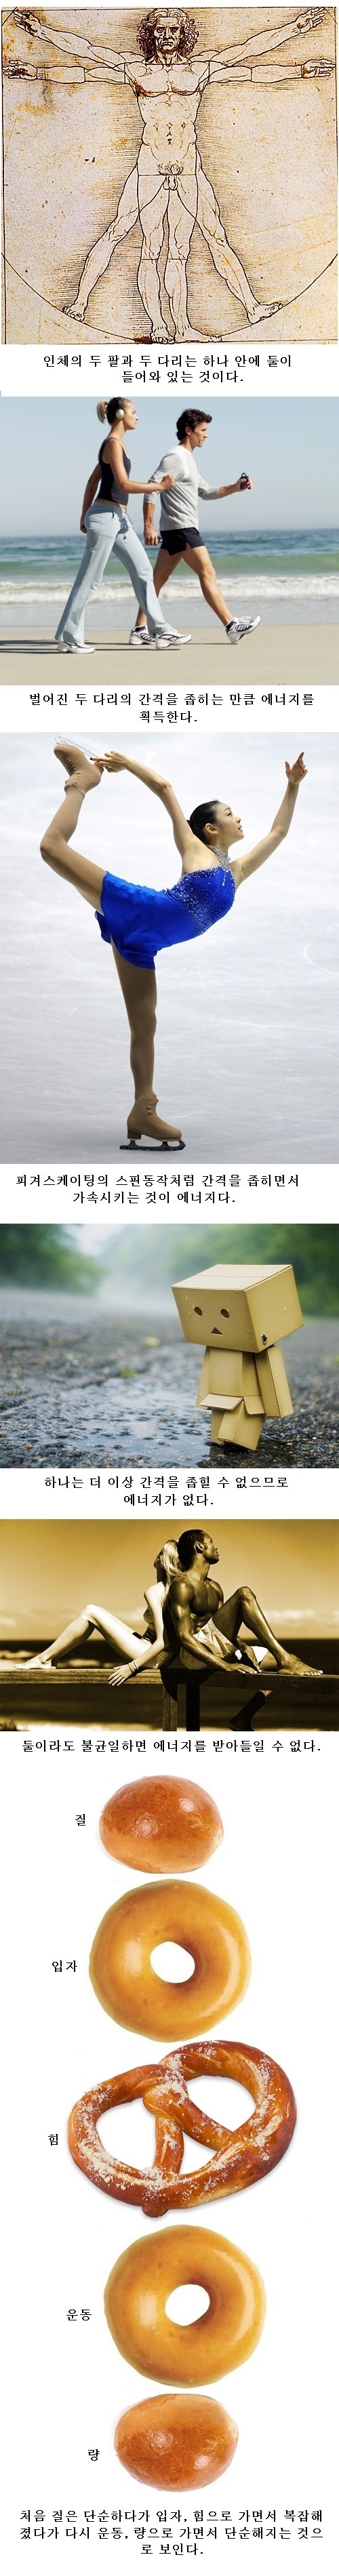 인체의 두 팔과 두 다리는 하나 안에 둘이
들어와 있는 것이다.
벌어진 두 다리의 간격을 좁히는 만큼 에너지를
획득한다.
피겨스케이팅의 스핀동작처럼 간격을 좁히면서
가속시키는 것이 에너지다.
하나는 더 이상 간격을 좁힐 수 없으므로
에너지가 없다.
둘이라도 불균일하면 에너지를 받아들일 수 없다.
질
입자
힘
운동
량
처음 질은 단순하다가 입자, 힘으로 가면서 복잡해
졌다가 다시 운동, 량으로 가면서 단순해지는 것으
로 보인다.